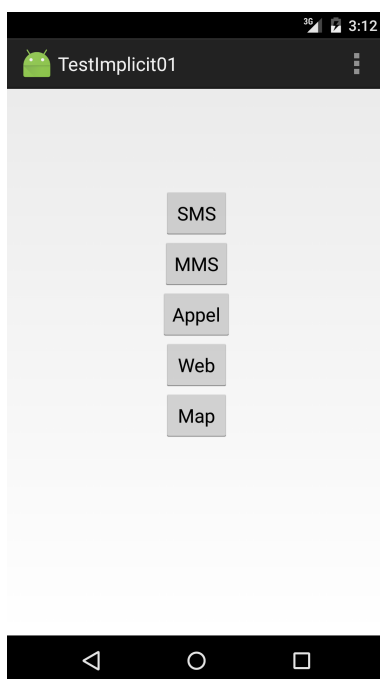 3G 3:12
TestImplicit01
SMS
MMS
Appel
Web
Map